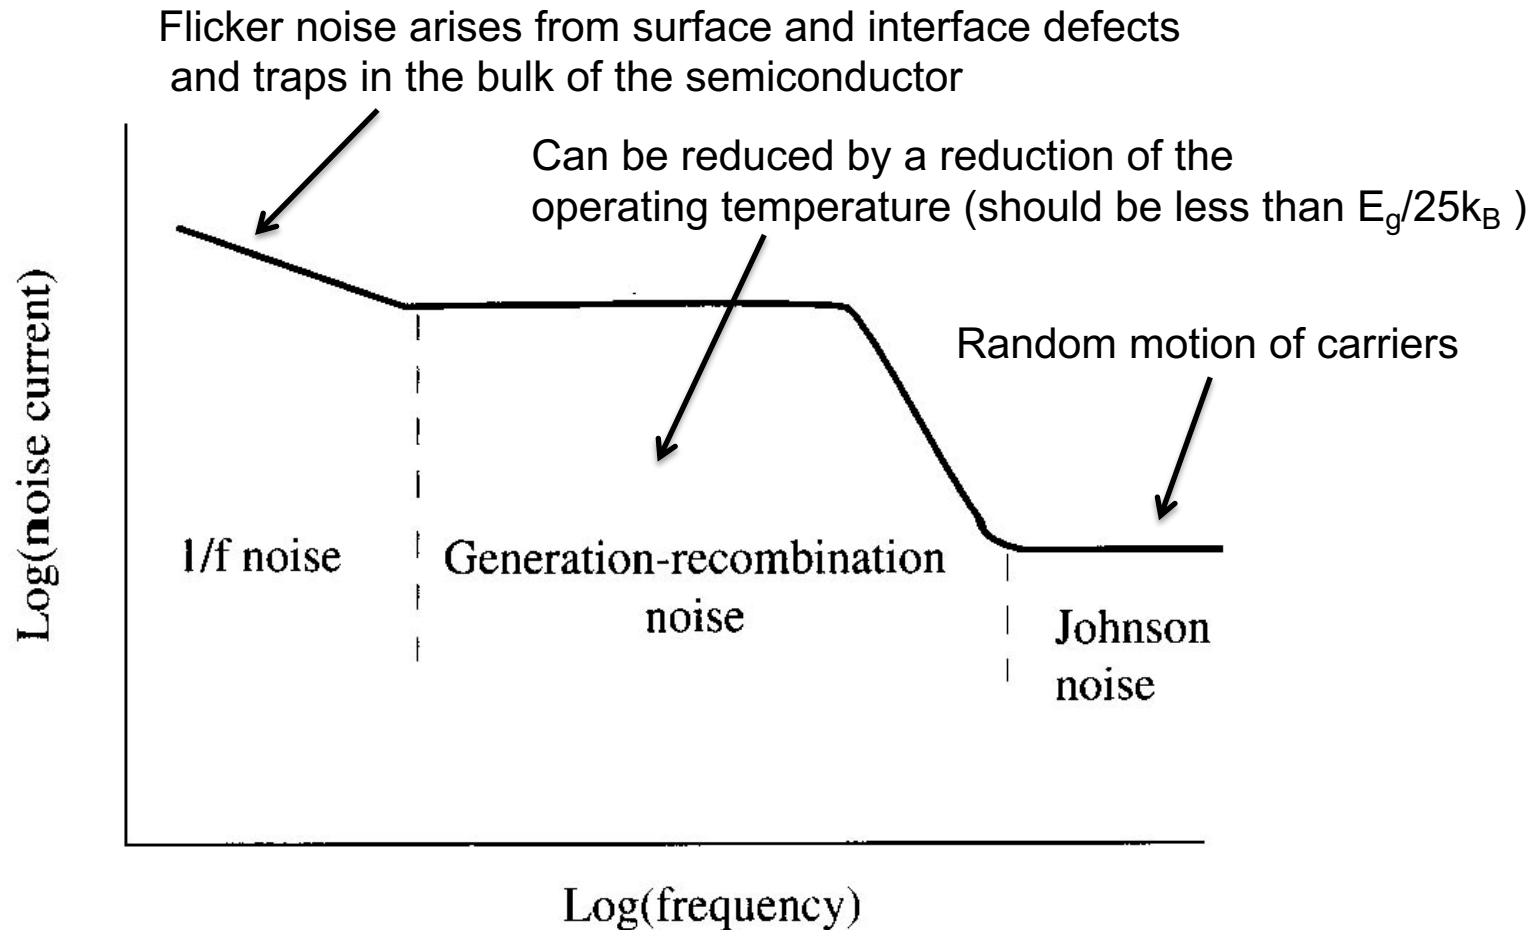 Flicker noise arises from surface and interface defects
and traps in the bulk of the semiconductor
Can be reduced by a reduction of the
operating temperature (should be less than E_g/25k_B )
Random motion of carriers
Log(noise current)
1/f noise
Generation-recombination
noise
Johnson
noise
Log(frequency)